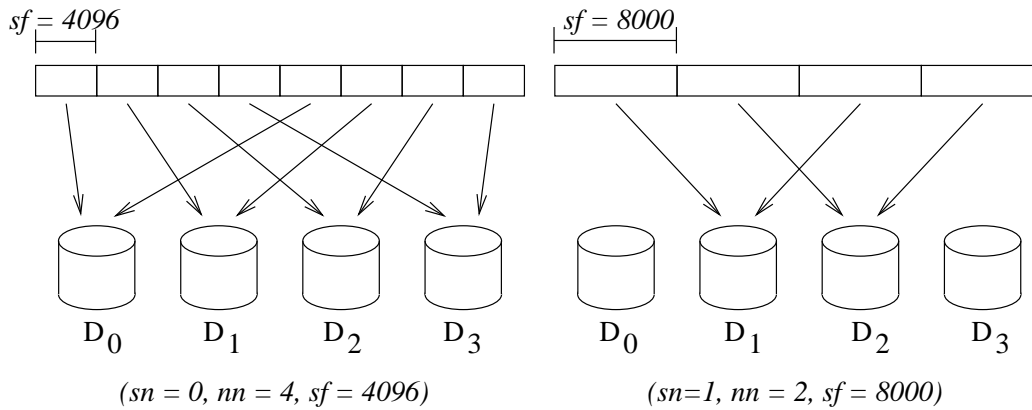 sf = 4096
sf = 8000
D0 D1 D2 D3
D0 D1 D2 D3
(sn = 0, nn = 4, sf = 4096)
(sn=1, nn = 2, sf = 8000)